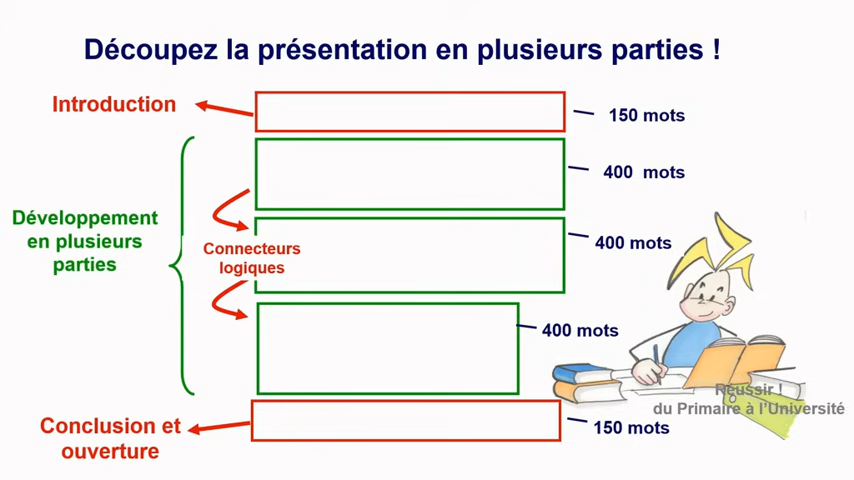 Découpez la présentation en plusieurs parties !
Introduction
150 mots
400 mots
Développement
en plusieurs
parties
Connecteurs
logiques
400 mots
400 mots
Réussir !
du Primaire à l'Université
Conclusion et
ouverture
150 mots